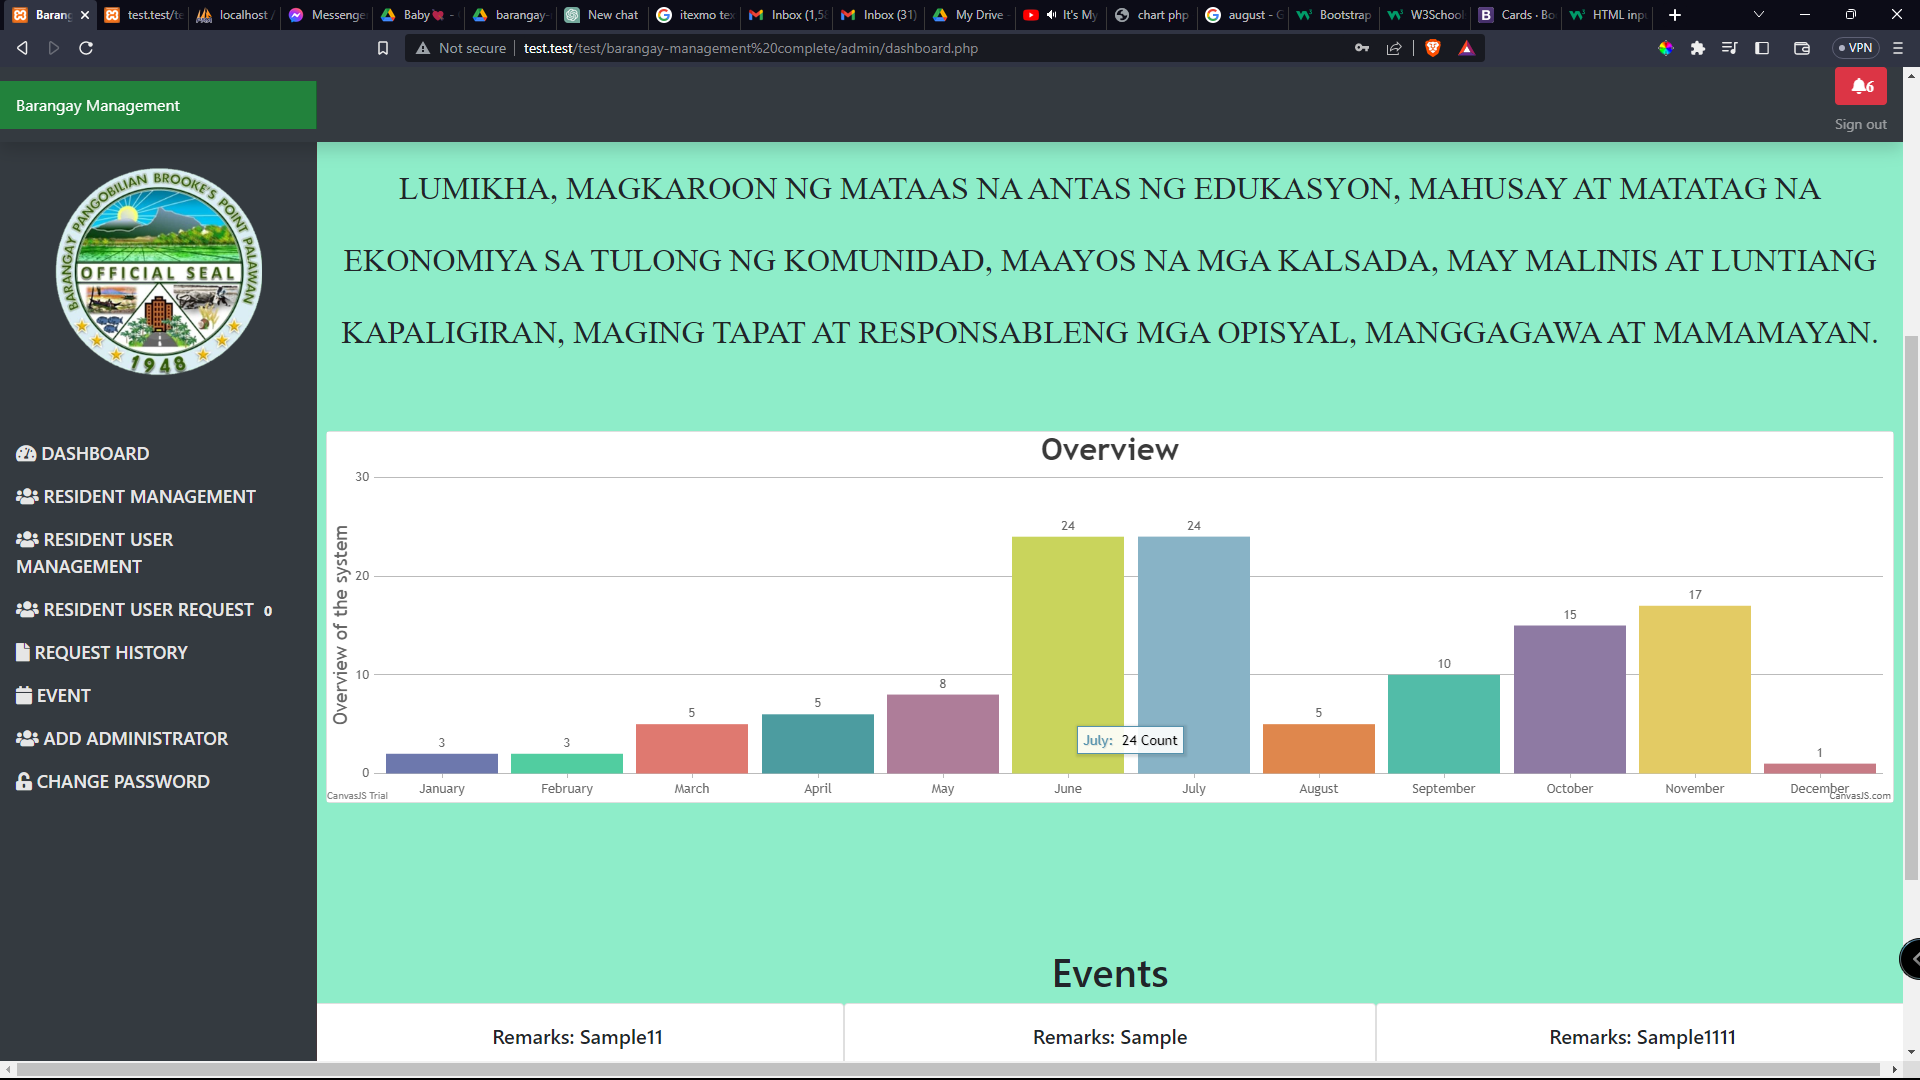 Barang
test.test/te
localhost /
Messenge
Baby
barangay-
New chat
itexmo tex
Inbox (1,5
Inbox (31)
My Drive
It's My
chart php
august - G
Bootstrap
W3School
Cards · Bo
HTML inpu
Not secure
test.test/test/barangay-management%20complete/admin/dashboard.php
VPN
Barangay Management
6
Sign out
BARANGAY PANGOBILIAN BROOKE'S POINT PALAWAN
OFFICIAL SEAL
1948
DASHBOARD
RESIDENT MANAGEMENT
RESIDENT USER
MANAGEMENT
RESIDENT USER REQUEST 0
REQUEST HISTORY
EVENT
ADD ADMINISTRATOR
CHANGE PASSWORD
LUMIKHA, MAGKAROON NG MATAAS NA ANTAS NG EDUKASYON, MAHUSAY AT MATATAG NA
EKONOMIYA SA TULONG NG KOMUNIDAD, MAAYOS NA MGA KALSADA, MAY MALINIS AT LUNTIANG
KAPALIGIRAN, MAGING TAPAT AT RESPONSABLENG MGA OPISYAL, MANGGAGAWA AT MAMAMAYAN.
Overview
Overview of the system
30
20
10
0
3
3
5
5
8
24
24
5
10
15
17
1
July: 24 Count
January
February
March
April
May
June
July
August
September
October
November
December
CanvasJS Trial
CanvasJS.com
Events
Remarks: Sample11
Remarks: Sample
Remarks: Sample1111